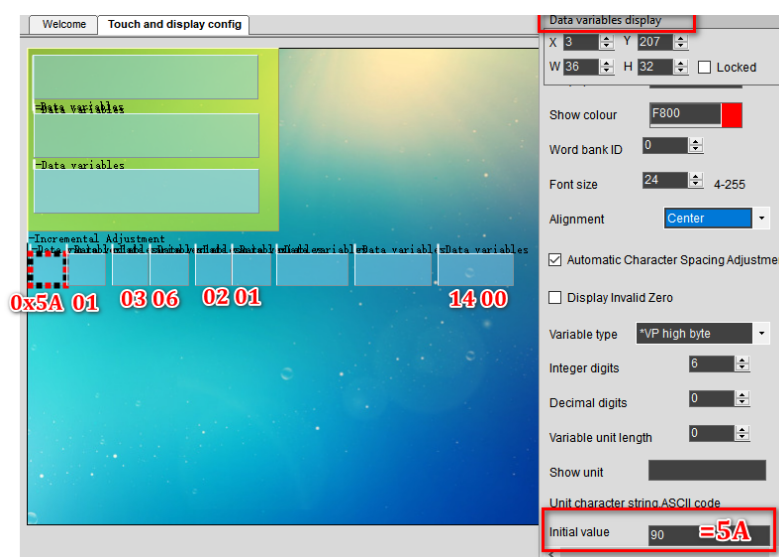 Welcome
Touch and display config
Data variables display
X 3 Y 207
W 36 H 32 Locked
Show colour F800
Word bank ID 0
Font size 24 4-255
Alignment Center
Automatic Character Spacing Adjustme
Display Invalid Zero
Variable type *VP high byte
Integer digits 6
Decimal digits 0
Variable unit length 0
Show unit
Unit character string ASCII code
Initial value 90 =5A
Data variables
Data variables
Incremental Adjustment
Data variables
Data variables
0x5A 01 03 06 02 01 14 00